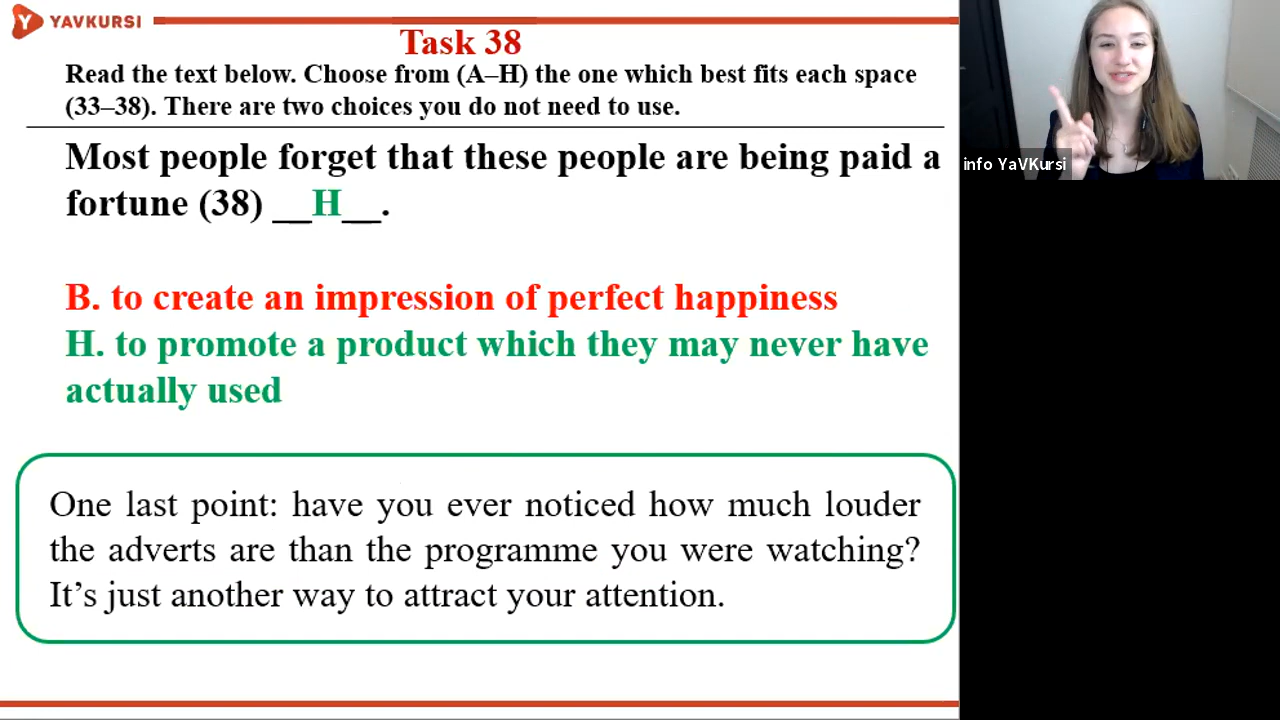 YAVKURSI
Task 38
Read the text below. Choose from (A–H) the one which best fits each space
(33–38). There are two choices you do not need to use.
Most people forget that these people are being paid a
fortune (38) __H__.
info YaVKursi
B. to create an impression of perfect happiness
H. to promote a product which they may never have
actually used
One last point: have you ever noticed how much louder
the adverts are than the programme you were watching?
It’s just another way to attract your attention.